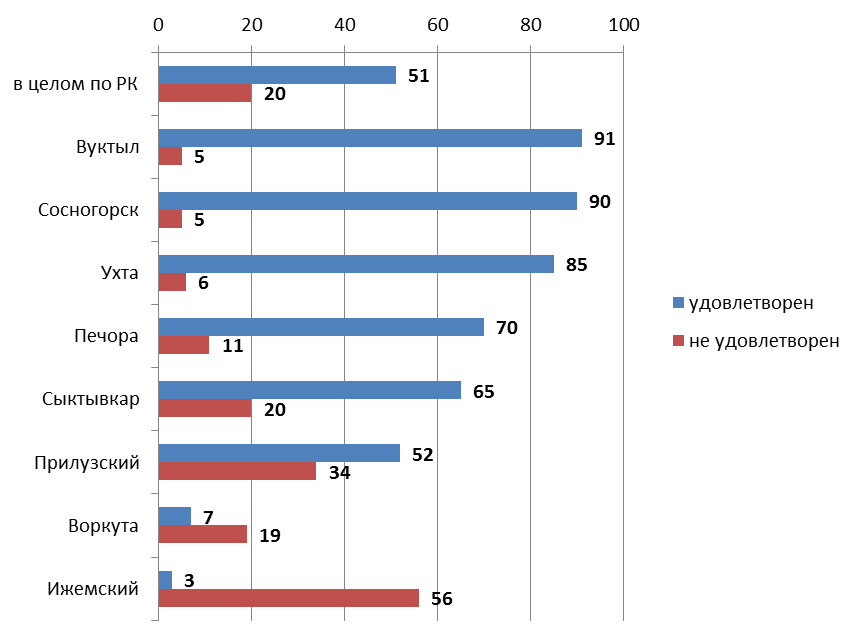 0 20 40 60 80 100
в целом по РК 51
20
Вуктыл 91
5
Сосногорск 90
5
Ухта 85
6
Печора 70
11
Сыктывкар 65
20
Прилузский 52
34
Воркута 7
19
Ижемский 3
56
удовлетворен
не удовлетворен